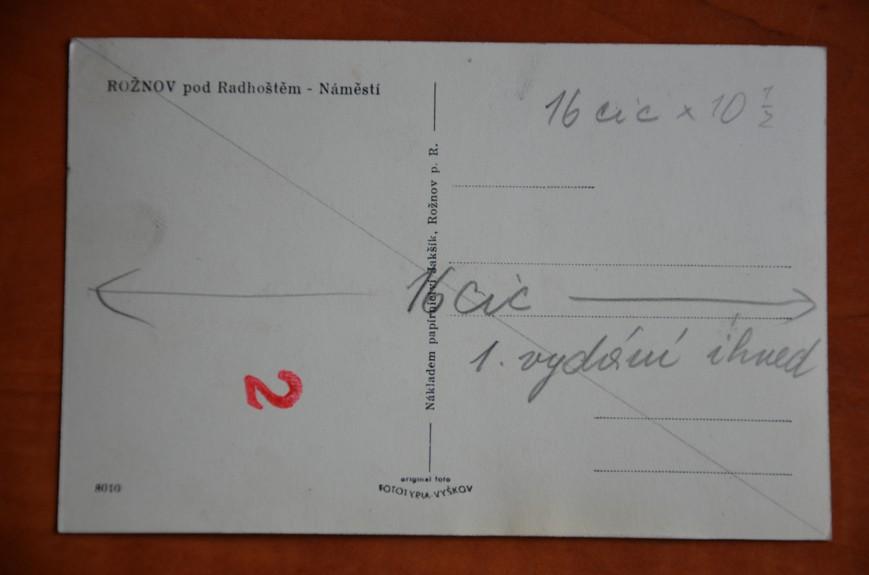 ROŽNOV pod Radhoštěm - Náměstí
16 cic × 10 1/2
Nákladem papírnictví Jakšík, Rožnov p. R.
16 cic
1. vydání ihned
2
8010
original foto
FOTOTYPIA-VYŠKOV